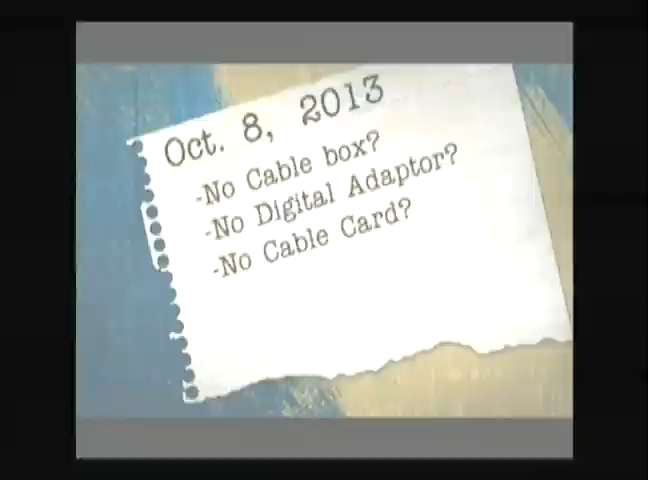 Oct. 8, 2013
-No Cable box?
-No Digital Adaptor?
-No Cable Card?